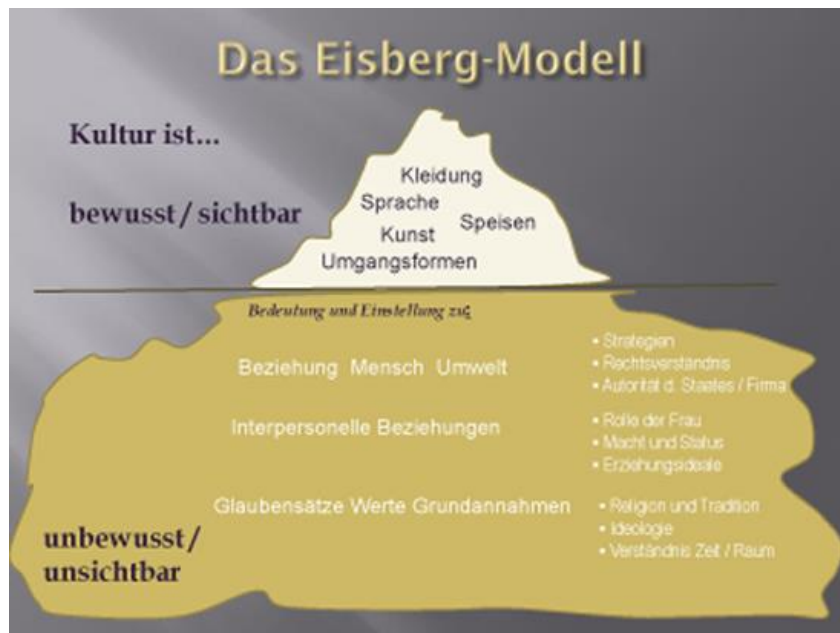 Das Eisberg-Modell
Kultur ist...
bewusst / sichtbar
Kleidung
Sprache
Speisen
Kunst
Umgangsformen
Bedeutung und Einstellung zu:
Beziehung Mensch Umwelt
• Strategien
• Rechtsverständnis
• Autorität d. Staates / Firma
Interpersonelle Beziehungen
• Rolle der Frau
• Macht und Status
• Erziehungsideale
Glaubensätze Werte Grundannahmen
• Religion und Tradition
• Ideologie
• Verständnis Zeit / Raum
unbewusst /
unsichtbar